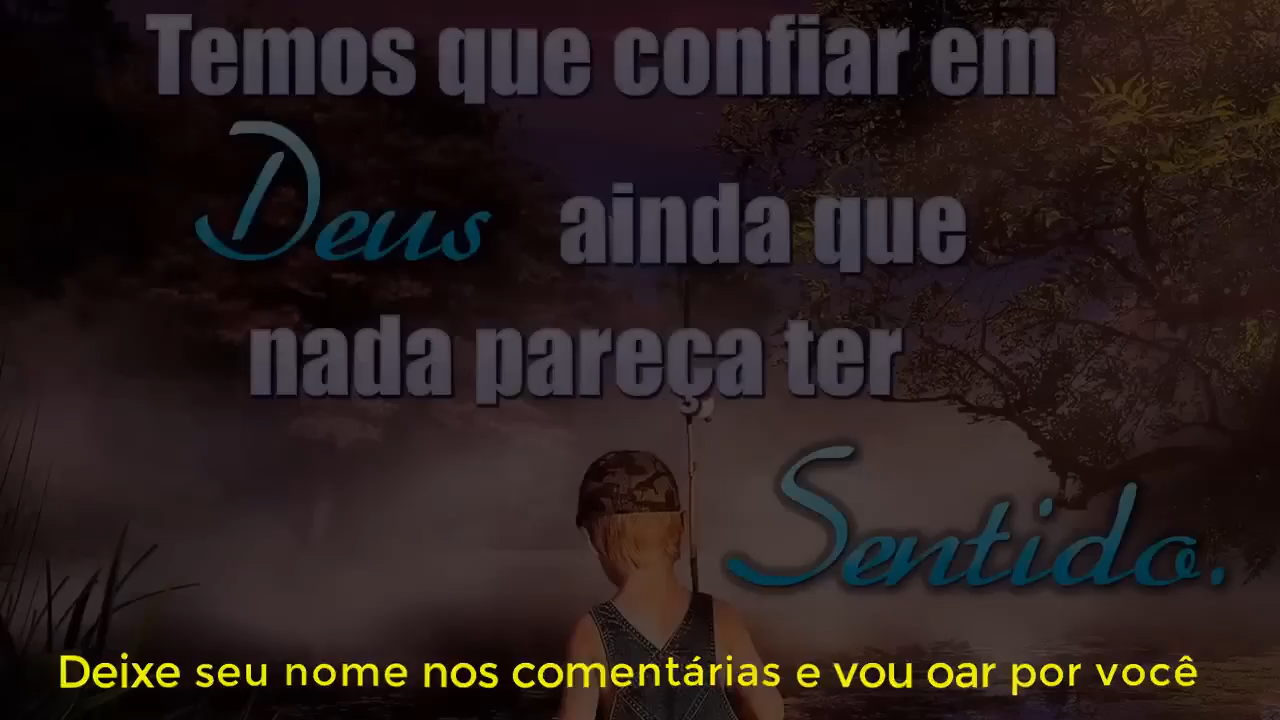 Temos que confiar em
Deus ainda que
nada pareça ter
Sentido.
Deixe seu nome nos comentárias e vou oar por você